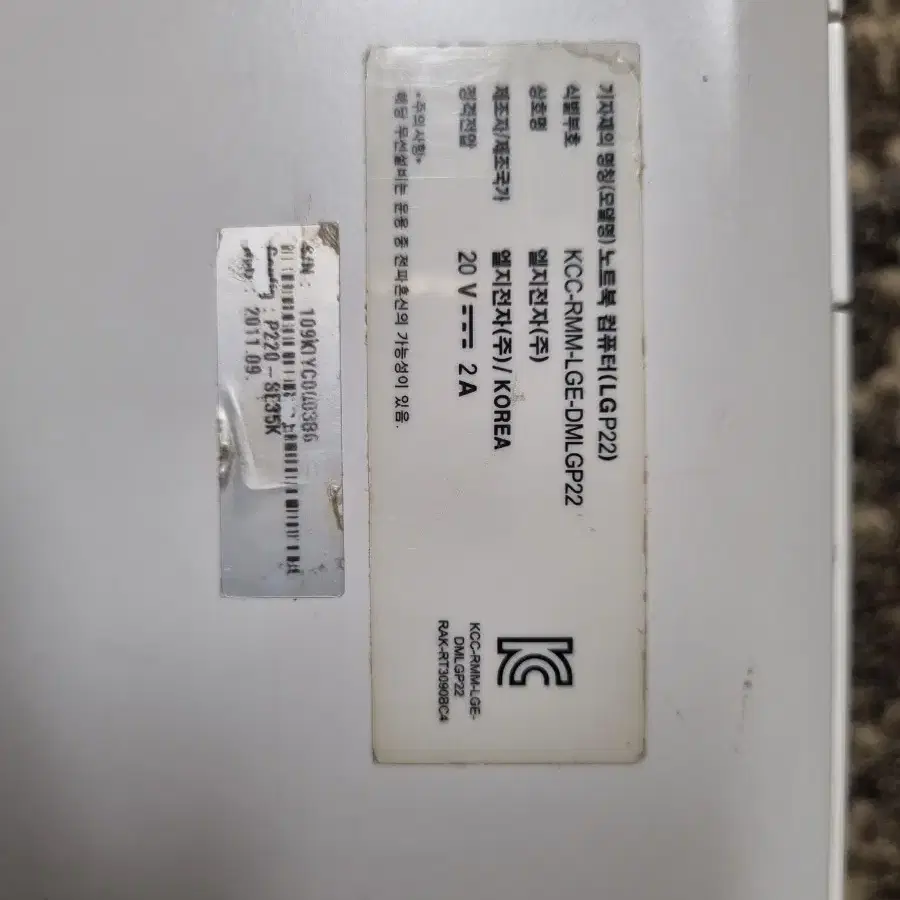 기자재의 명칭(모델명) 노트북 컴퓨터(LGP22)
식별부호 KCC-RMM-LGE-DMLGP22
상호명 엘지전자(주)
제조자/제조국가 엘지전자(주)/ KOREA
정격전압 20 V 2 A
*주의사항*
해당 무선설비는 운용 중 전파혼신의 가능성이 있음.
KCC-RMM-LGE-
DMLGP22
RAK-RT3090BC4
S/N : 109KIYC0
: P220-SE35K
: 2011.09.